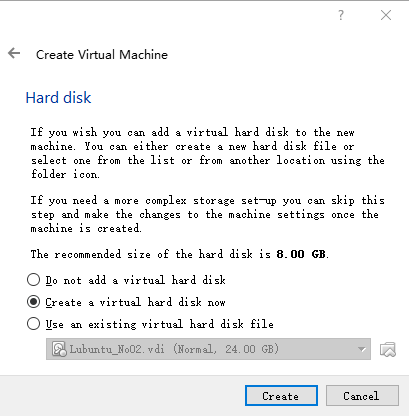 ?
Create Virtual Machine
Hard disk
If you wish you can add a virtual hard disk to the new
machine. You can either create a new hard disk file or
select one from the list or from another location using the
folder icon.
If you need a more complex storage set-up you can skip this
step and make the changes to the machine settings once the
machine is created.
The recommended size of the hard disk is 8.00 GB.
Do not add a virtual hard disk
Create a virtual hard disk now
Use an existing virtual hard disk file
Lubuntu_No02.vdi (Normal, 24.00 GB)
Create
Cancel